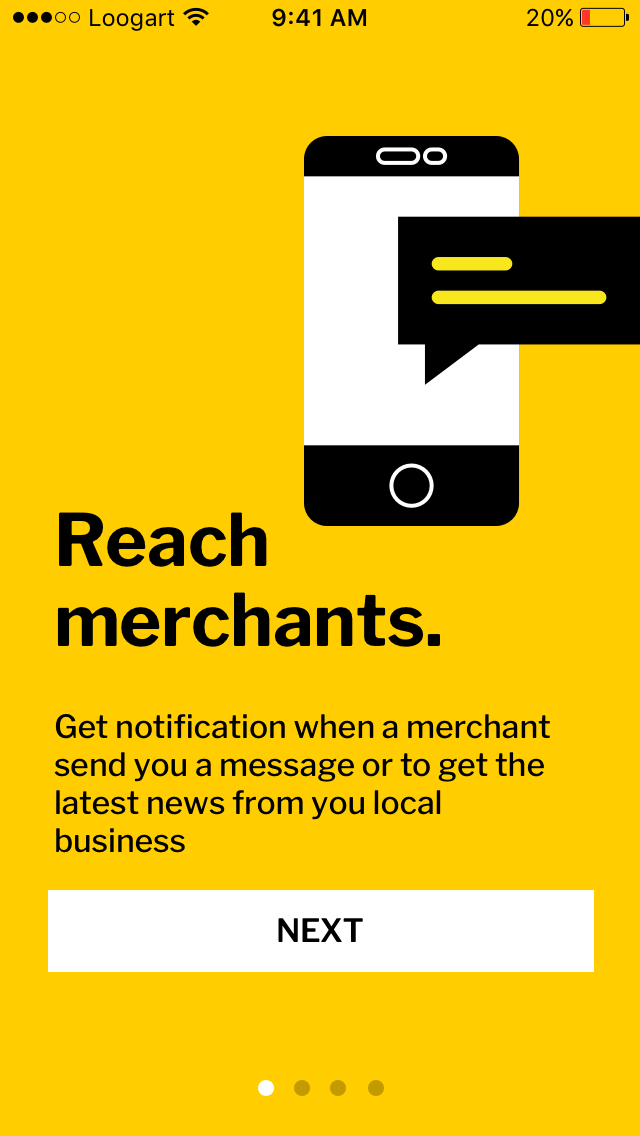 Loogart 9:41 AM 20%
Reach
merchants.
Get notification when a merchant
send you a message or to get the
latest news from you local
business
NEXT